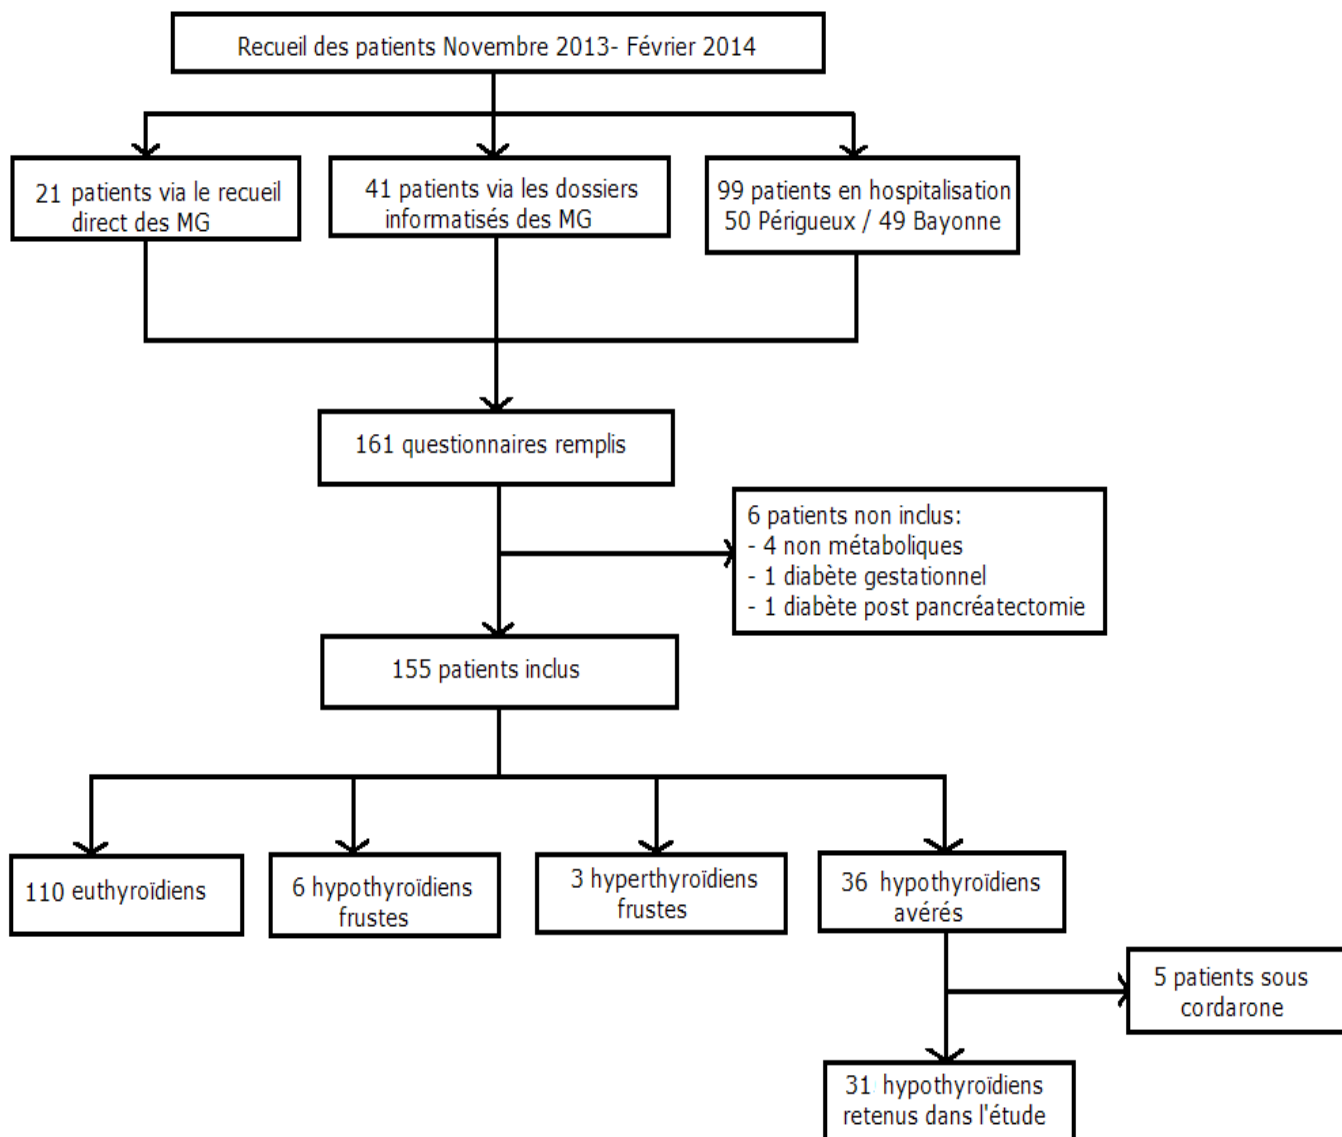 Recueil des patients Novembre 2013- Février 2014
21 patients via le recueil
direct des MG
41 patients via les dossiers
informatisés des MG
99 patients en hospitalisation
50 Périgueux / 49 Bayonne
161 questionnaires remplis
6 patients non inclus:
- 4 non métaboliques
- 1 diabète gestationnel
- 1 diabète post pancréatectomie
155 patients inclus
110 euthyroïdiens
6 hypothyroïdiens
frustes
3 hyperthyroïdiens
frustes
36 hypothyroïdiens
avérés
5 patients sous
cordarone
31 hypothyroïdiens
retenus dans l'étude